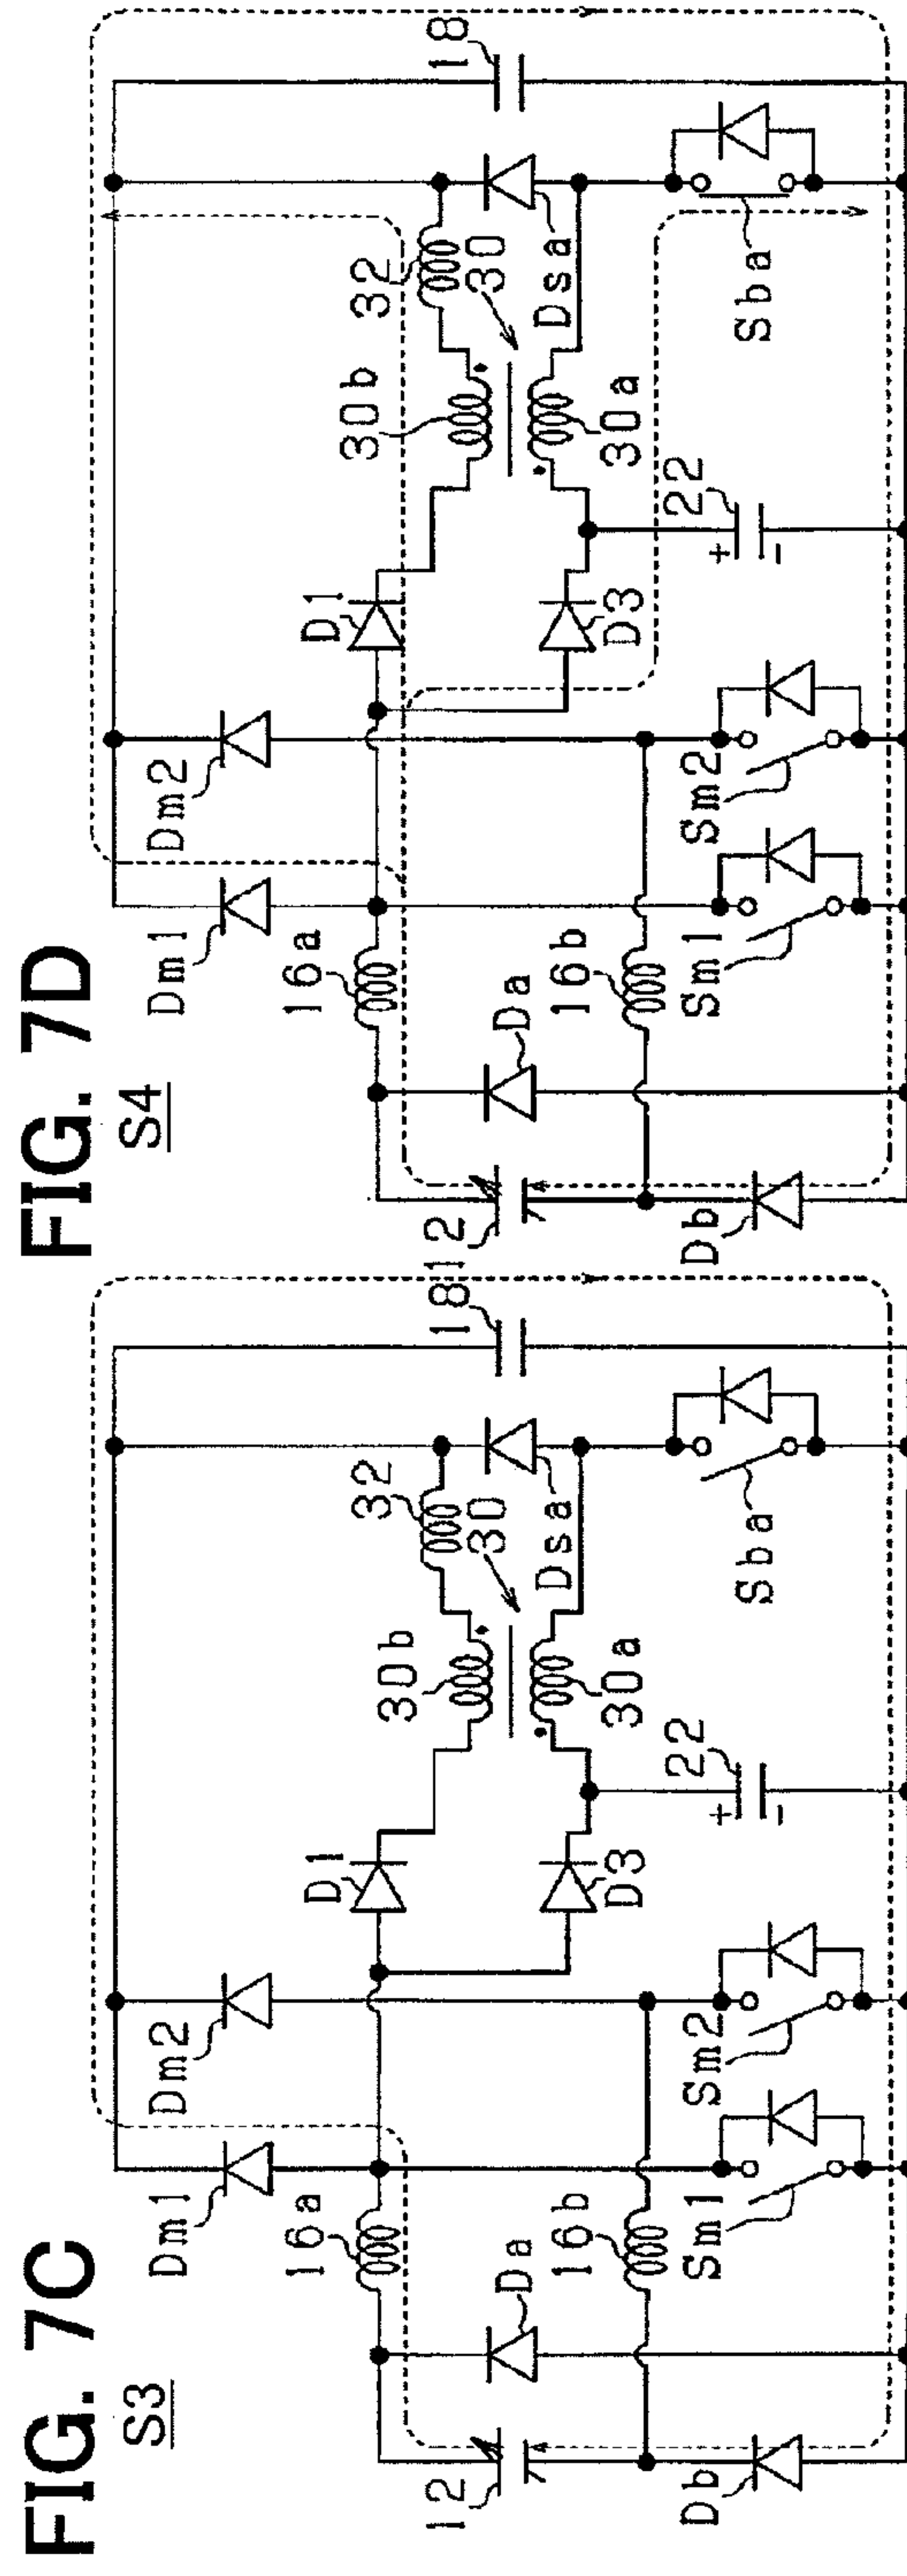 FIG. 7C
S3
12
Db
Da
16a
16b
Dm1
Dm2
Sm1
Sm2
D1
D3
30b
30a
30
32
22
+
-
Dsa
Sba
18
FIG. 7D
S4
12
Db
Da
16a
16b
Dm1
Dm2
Sm1
Sm2
D1
D3
30b
30a
30
32
22
+
-
Dsa
Sba
18